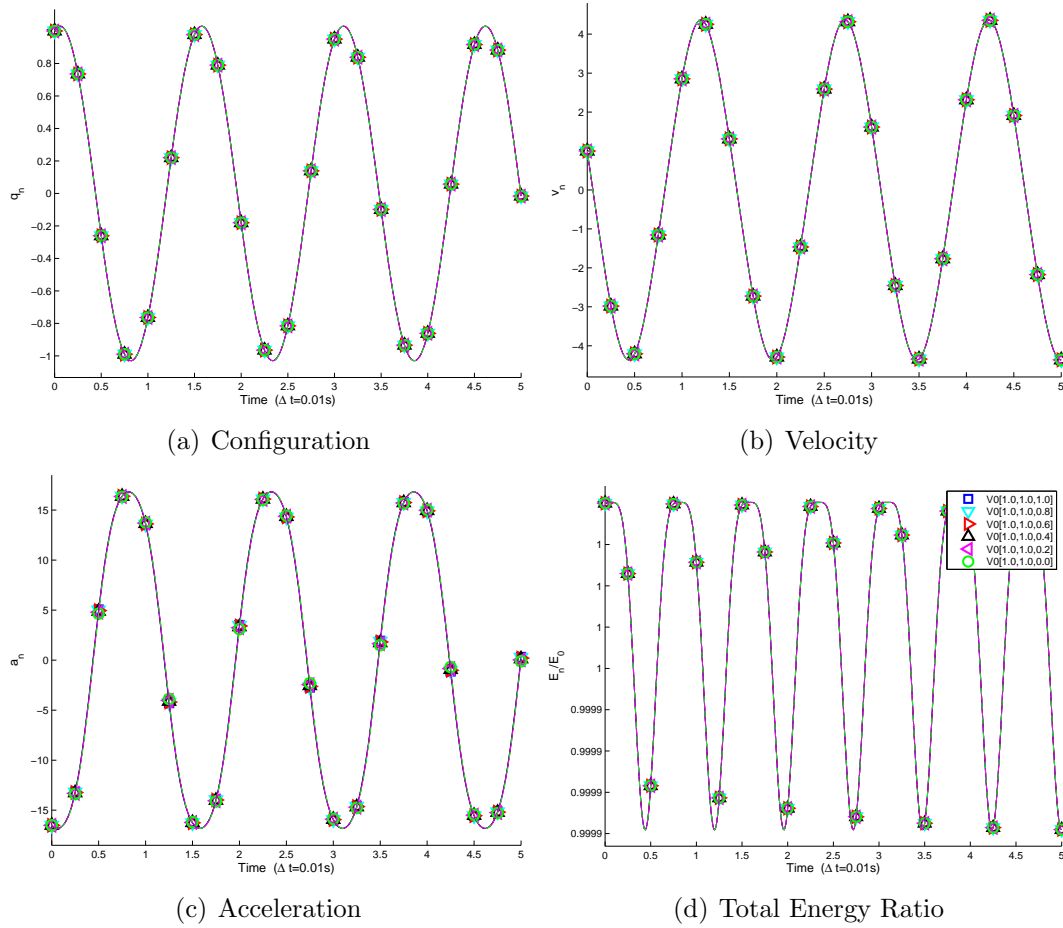 0.8
0.6
0.4
0.2
0
−0.2
−0.4
−0.6
−0.8
−1
q_n
0 0.5 1 1.5 2 2.5 3 3.5 4 4.5 5
Time (Δ t=0.01s)
(a) Configuration
4
3
2
1
0
−1
−2
−3
−4
v_n
0 0.5 1 1.5 2 2.5 3 3.5 4 4.5 5
Time (Δ t=0.01s)
(b) Velocity
15
10
5
0
−5
−10
−15
a_n
0 0.5 1 1.5 2 2.5 3 3.5 4 4.5 5
Time (Δ t=0.01s)
(c) Acceleration
1
1
1
1
0.9999
0.9999
0.9999
0.9999
E_n/E_0
V0[1.0,1.0,1.0]
V0[1.0,1.0,0.8]
V0[1.0,1.0,0.6]
V0[1.0,1.0,0.4]
V0[1.0,1.0,0.2]
V0[1.0,1.0,0.0]
0 0.5 1 1.5 2 2.5 3 3.5 4 4.5 5
Time (Δ t=0.01s)
(d) Total Energy Ratio